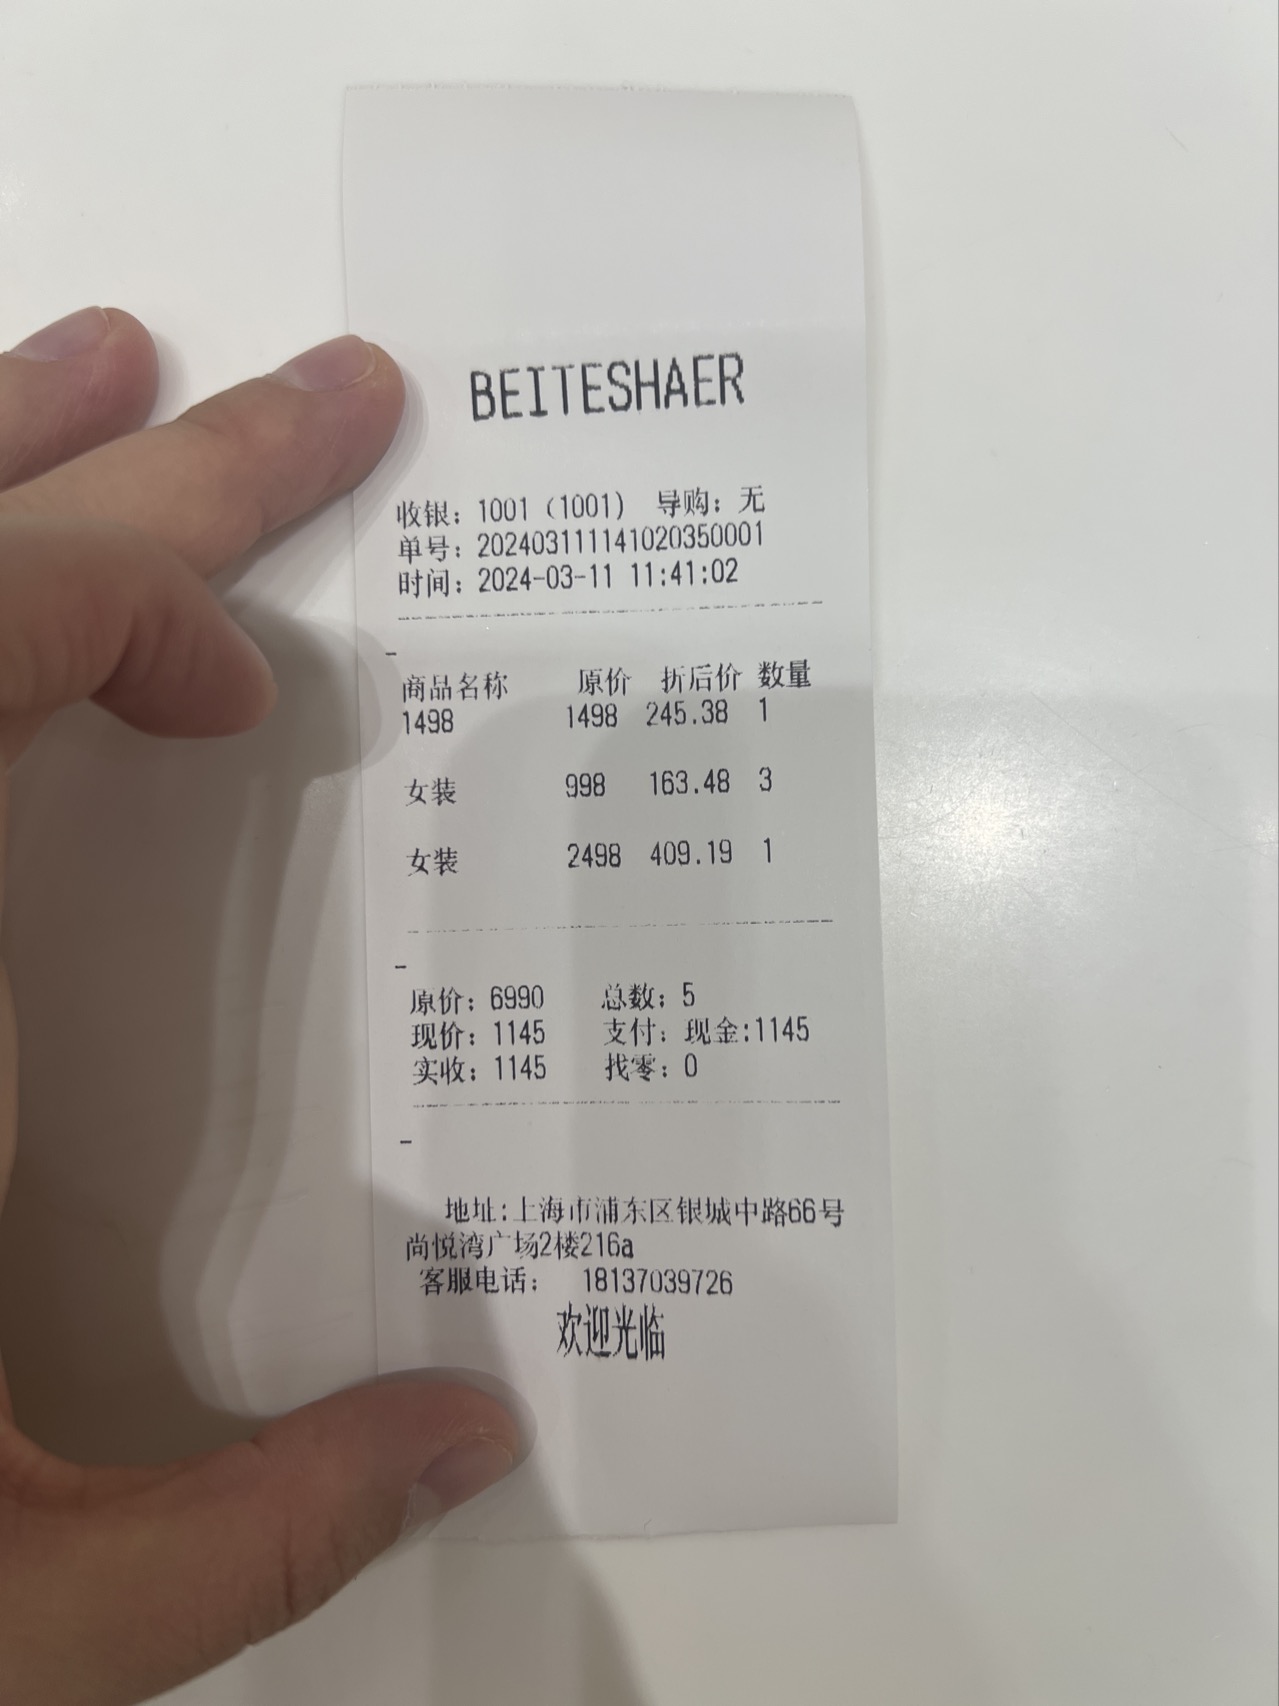 BEITESHAER
收银：1001（1001） 导购：无
单号：202403111141020350001
时间：2024-03-11 11:41:02
-
商品名称 原价 折后价 数量
1498 1498 245.38 1
女装 998 163.48 3
女装 2498 409.19 1
-
原价：6990 总数：5
现价：1145 支付：现金:1145
实收：1145 找零：0
-
地址:上海市浦东区银城中路66号
尚悦湾广场2楼216a
客服电话： 18137039726
欢迎光临